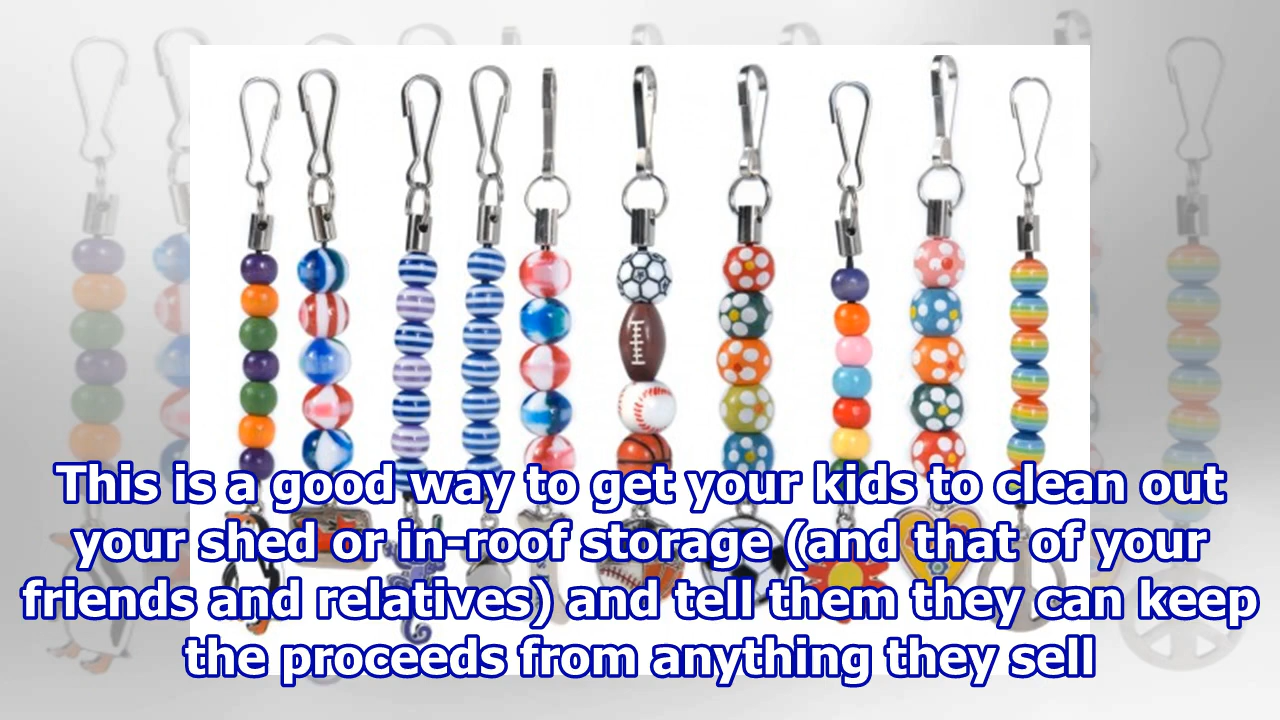 This is a good way to get your kids to clean out
your shed or in-roof storage (and that of your
friends and relatives) and tell them they can keep
the proceeds from anything they sell